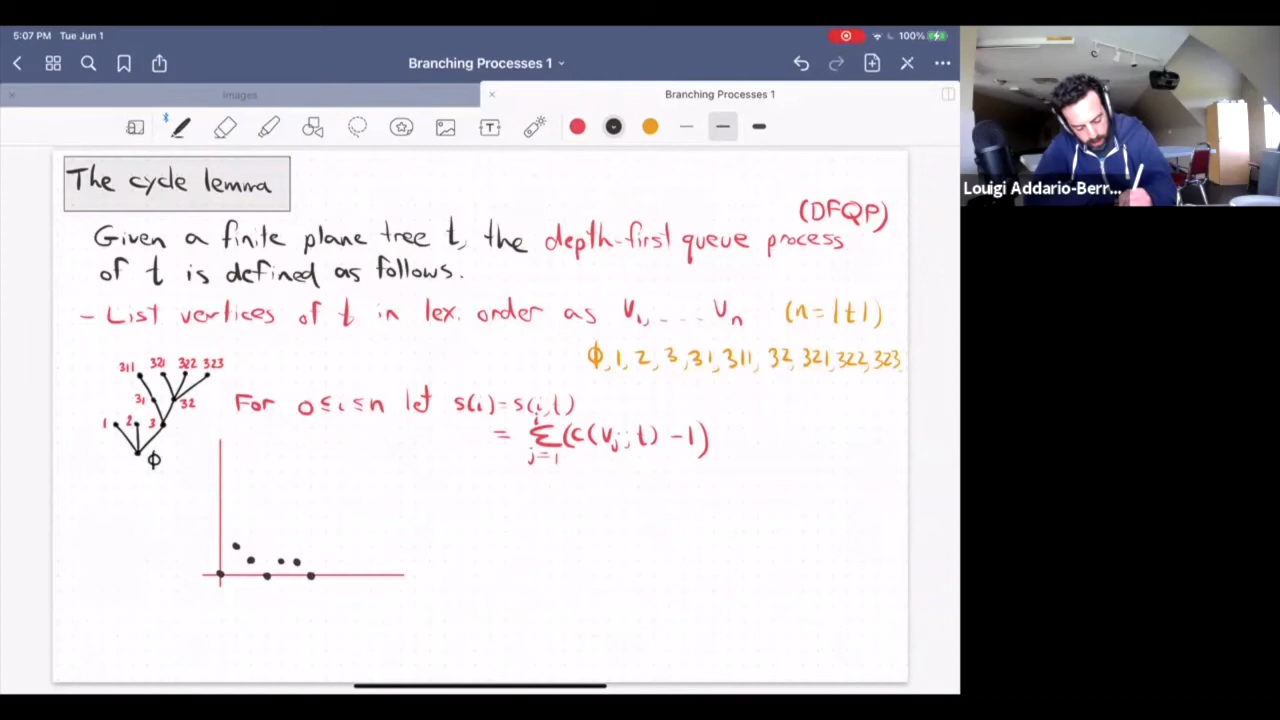 5:07 PM Tue Jun 1
100%
Branching Processes 1
Images
Branching Processes 1
The cycle lemma
(DFQP)
Given a finite plane tree t, the depth-first queue process
of t is defined as follows.
- List vertices of t in lex. order as v₁, ... vₙ (n=|t|)
∅, 1, 2, 3, 31, 311, 32, 321, 322, 323,
311 321 322 323
31 32
1 2 3
∅
For 0 ≤ i ≤ n let s(i) = s(i, t)
= Σ_{j=1}^{i} (c(v_j; t) - 1)
Louigi Addario-Berr...